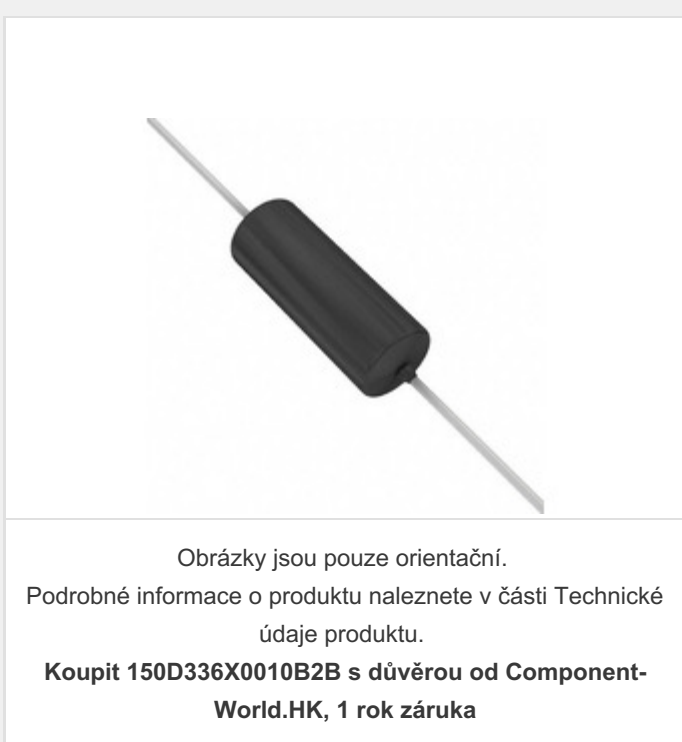 Obrázky jsou pouze orientační.
Podrobné informace o produktu naleznete v části Technické
údaje produktu.
Koupit 150D336X0010B2B s důvěrou od Component-
World.HK, 1 rok záruka